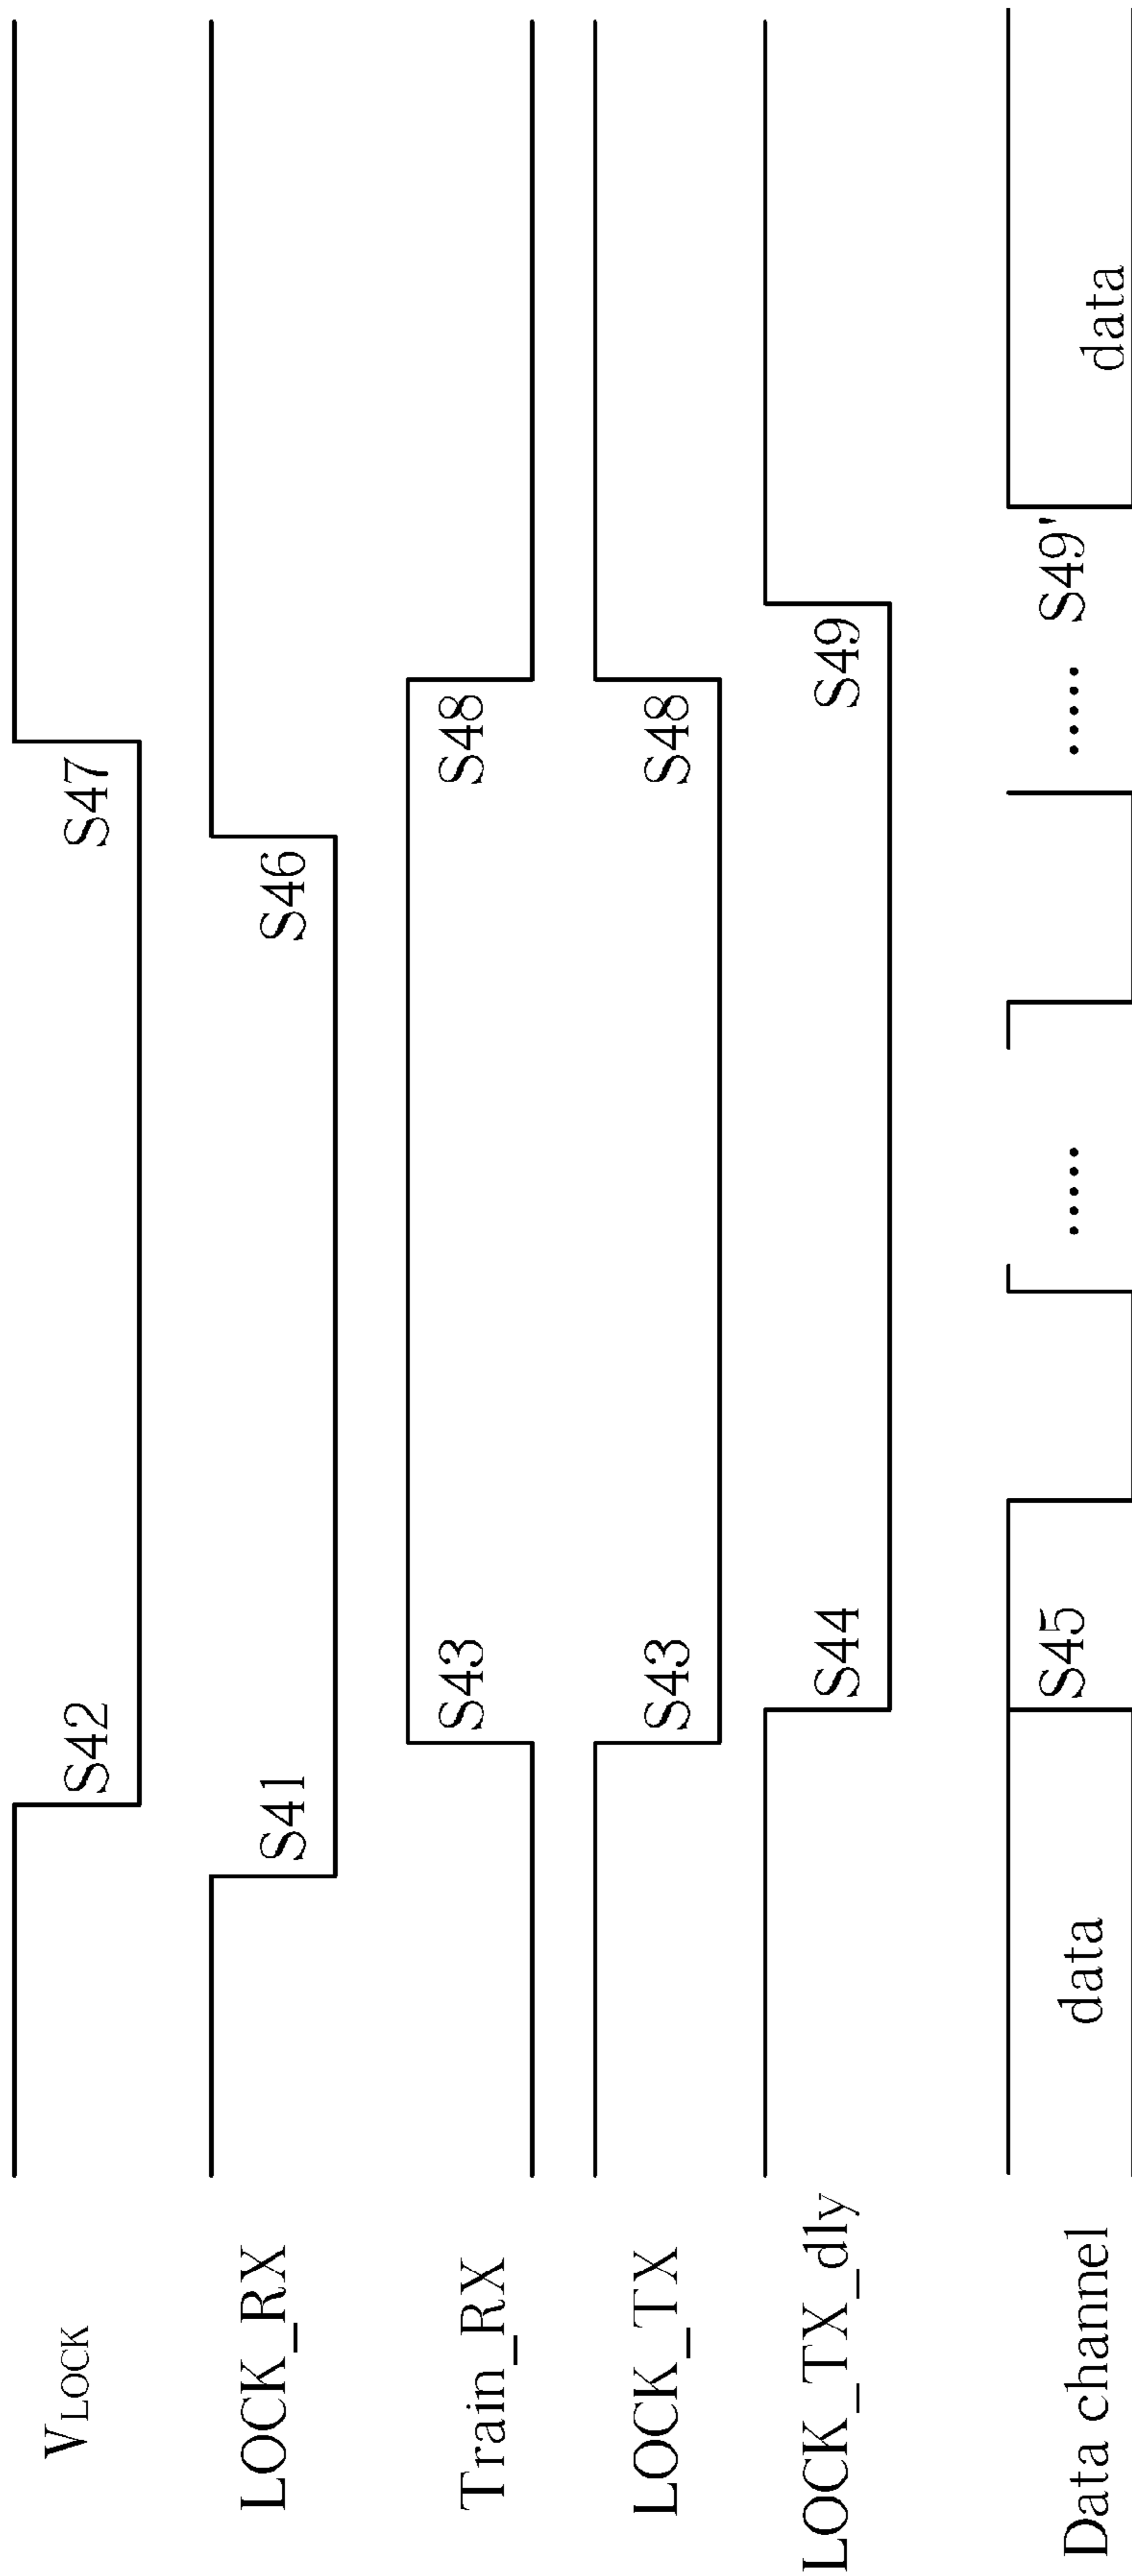 V_LOCK S42 S47
LOCK_RX S41 S46
Train_RX S43 S48
LOCK_TX S43 S48
LOCK_TX_dly S44 S49
Data channel data S45 ····· ····· S49' data